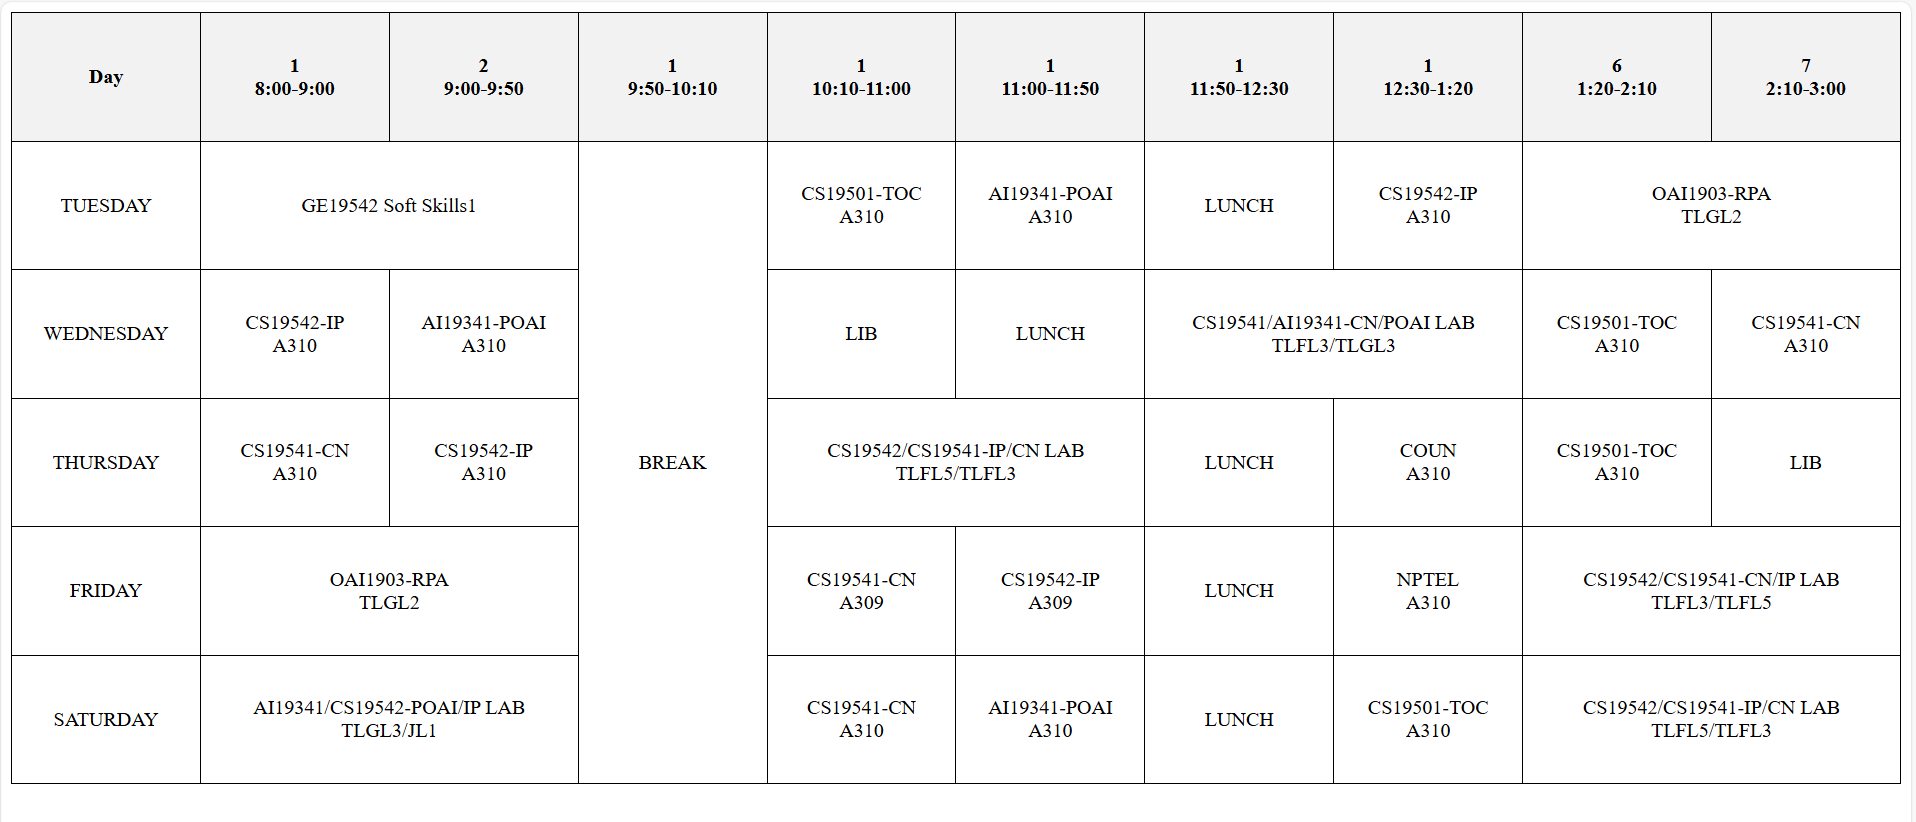 Day
1
8:00-9:00
2
9:00-9:50
1
9:50-10:10
1
10:10-11:00
1
11:00-11:50
1
11:50-12:30
1
12:30-1:20
6
1:20-2:10
7
2:10-3:00
TUESDAY
GE19542 Soft Skills1
BREAK
CS19501-TOC
A310
AI19341-POAI
A310
LUNCH
CS19542-IP
A310
OAI1903-RPA
TLGL2
WEDNESDAY
CS19542-IP
A310
AI19341-POAI
A310
LIB
LUNCH
CS19541/AI19341-CN/POAI LAB
TLFL3/TLGL3
CS19501-TOC
A310
CS19541-CN
A310
THURSDAY
CS19541-CN
A310
CS19542-IP
A310
CS19542/CS19541-IP/CN LAB
TLFL5/TLFL3
LUNCH
COUN
A310
CS19501-TOC
A310
LIB
FRIDAY
OAI1903-RPA
TLGL2
CS19541-CN
A309
CS19542-IP
A309
LUNCH
NPTEL
A310
CS19542/CS19541-CN/IP LAB
TLFL3/TLFL5
SATURDAY
AI19341/CS19542-POAI/IP LAB
TLGL3/JL1
CS19541-CN
A310
AI19341-POAI
A310
LUNCH
CS19501-TOC
A310
CS19542/CS19541-IP/CN LAB
TLFL5/TLFL3